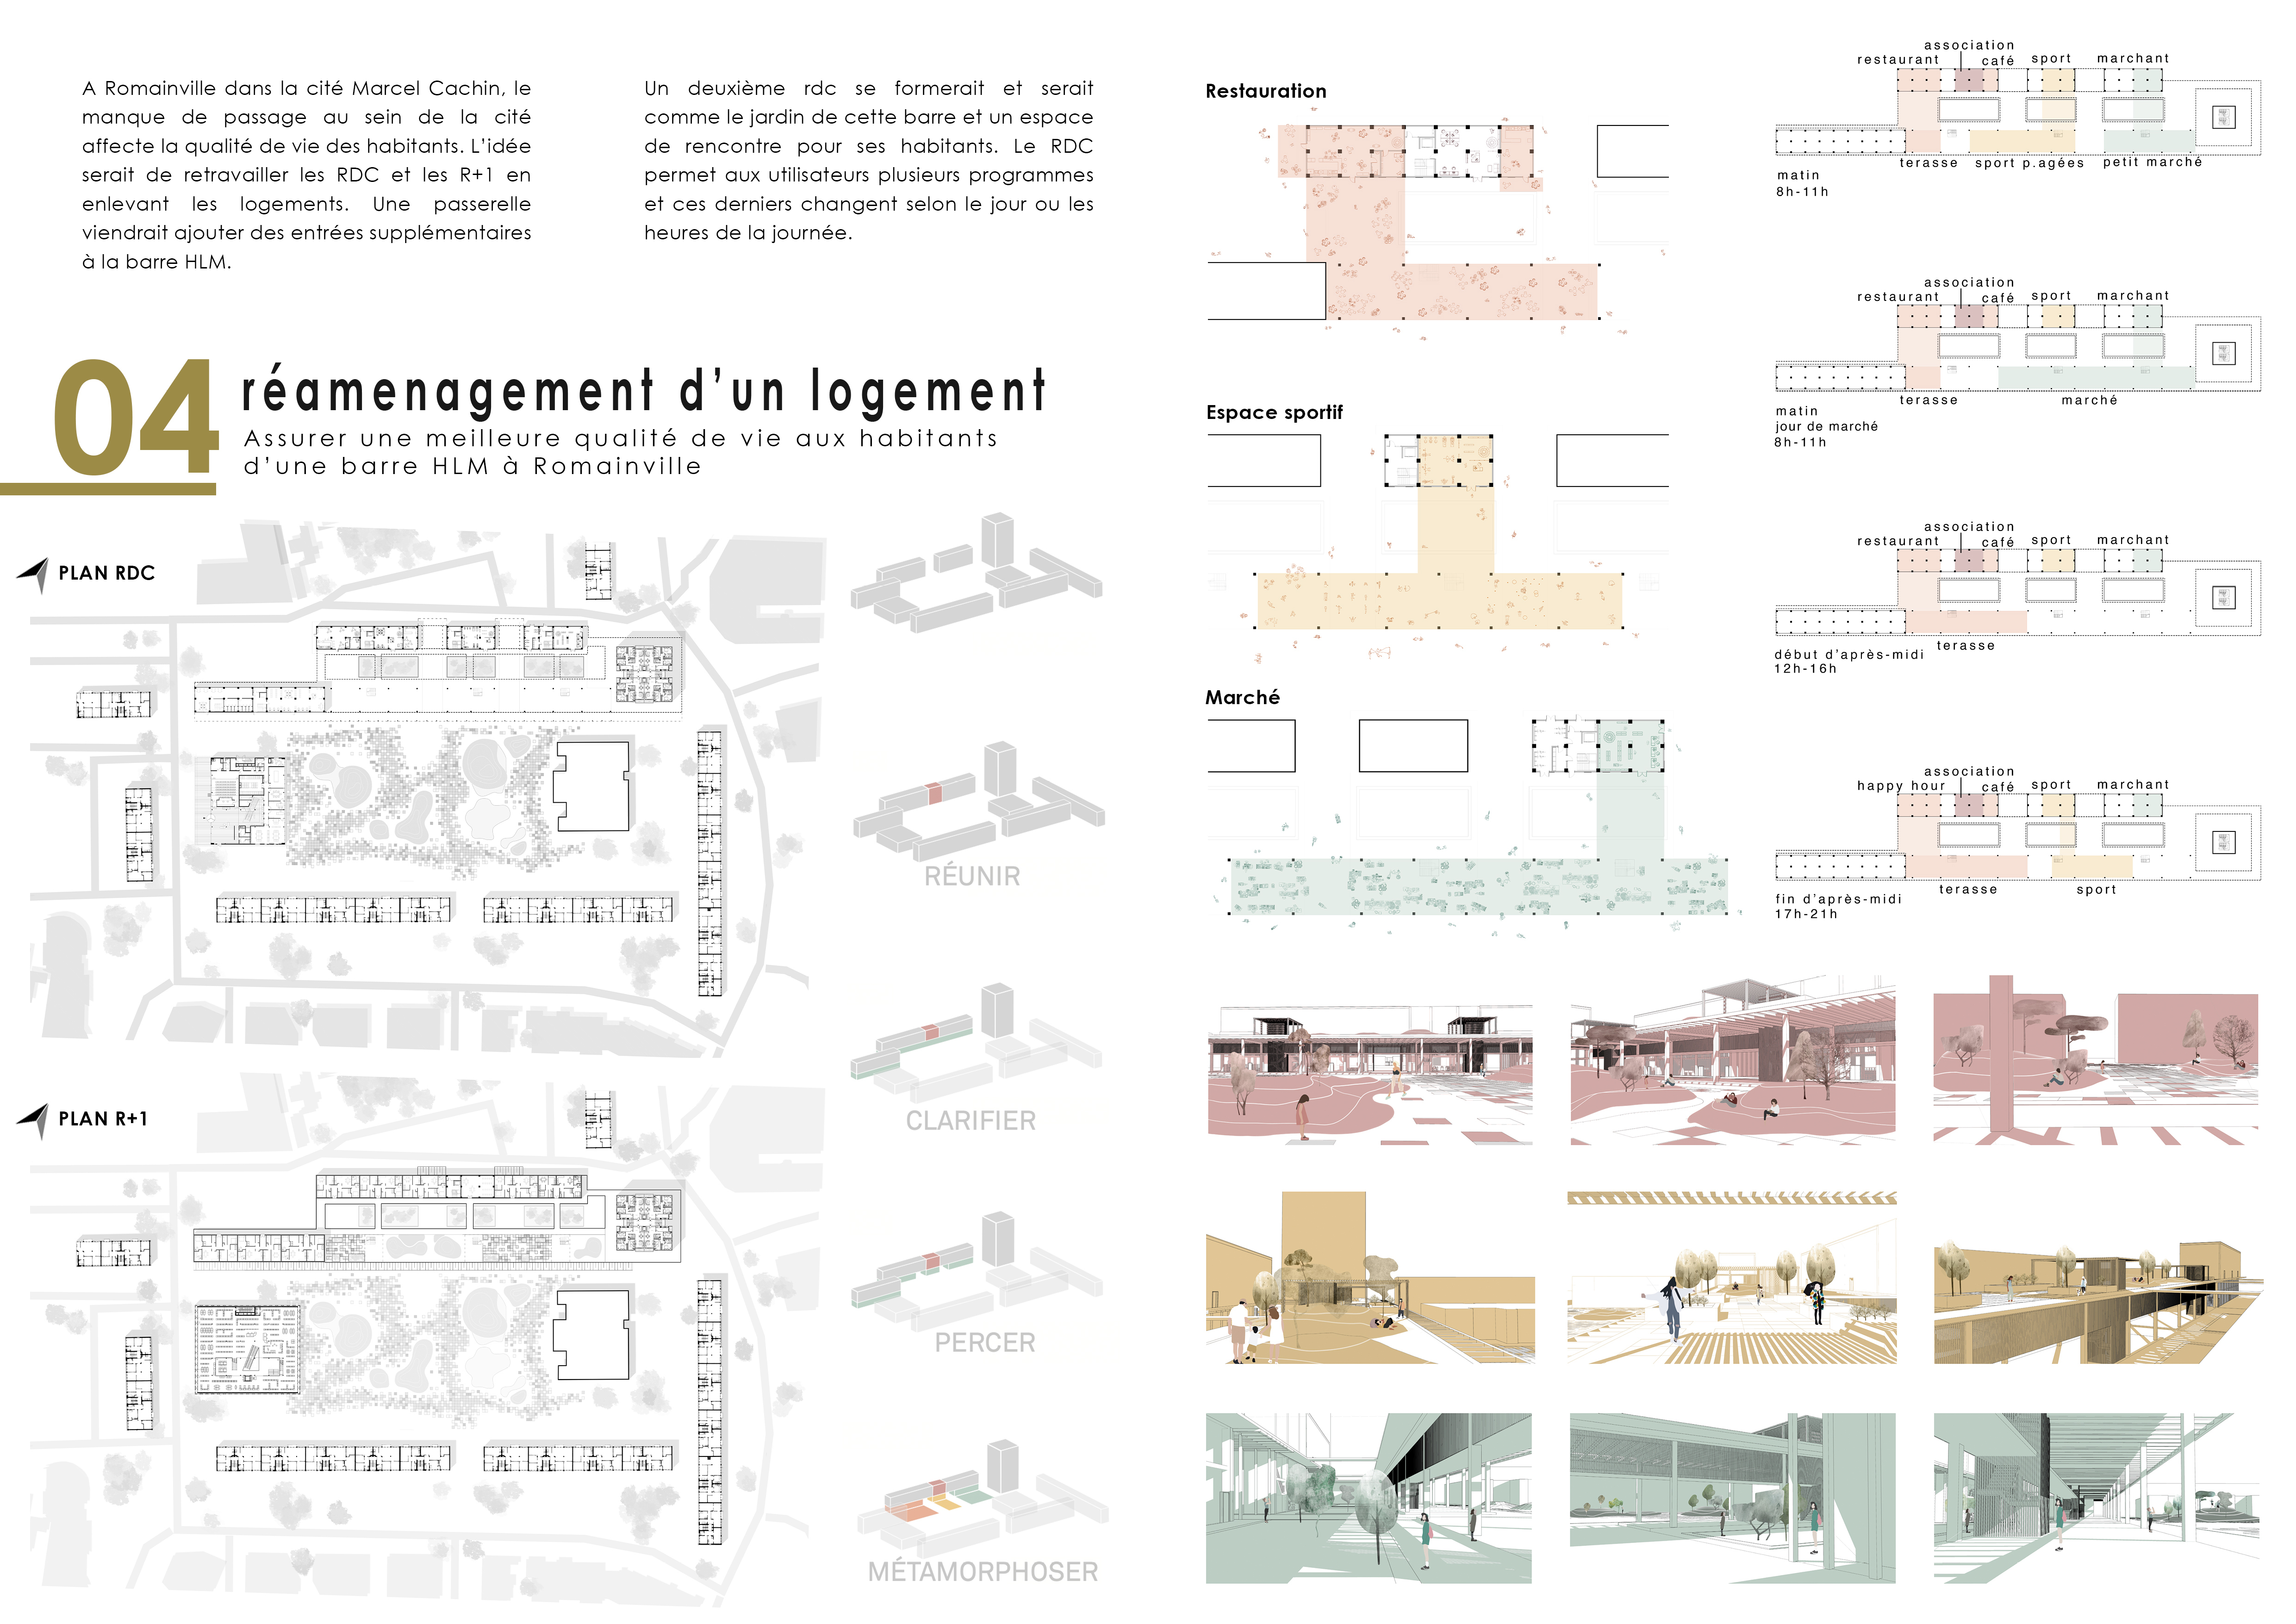 A Romainville dans la cité Marcel Cachin, le
manque de passage au sein de la cité
affecte la qualité de vie des habitants. L'idée
serait de retravailler les RDC et les R+1 en
enlevant les logements. Une passerelle
viendrait ajouter des entrées supplémentaires
à la barre HLM.
Un deuxième rdc se formerait et serait
comme le jardin de cette barre et un espace
de rencontre pour ses habitants. Le RDC
permet aux utilisateurs plusieurs programmes
et ces derniers changent selon le jour ou les
heures de la journée.
04
réamenagement d'un logement
Assurer une meilleure qualité de vie aux habitants
d'une barre HLM à Romainville
PLAN RDC
PLAN R+1
RÉUNIR
CLARIFIER
PERCER
MÉTAMORPHOSER
Restauration
Espace sportif
Marché
association
restaurant café sport marchant
terasse sport p.agées petit marché
matin
8h-11h
association
restaurant café sport marchant
terasse marché
matin
jour de marché
8h-11h
association
restaurant café sport marchant
terasse
début d'après-midi
12h-16h
association
happy hour café sport marchant
terasse sport
fin d'après-midi
17h-21h